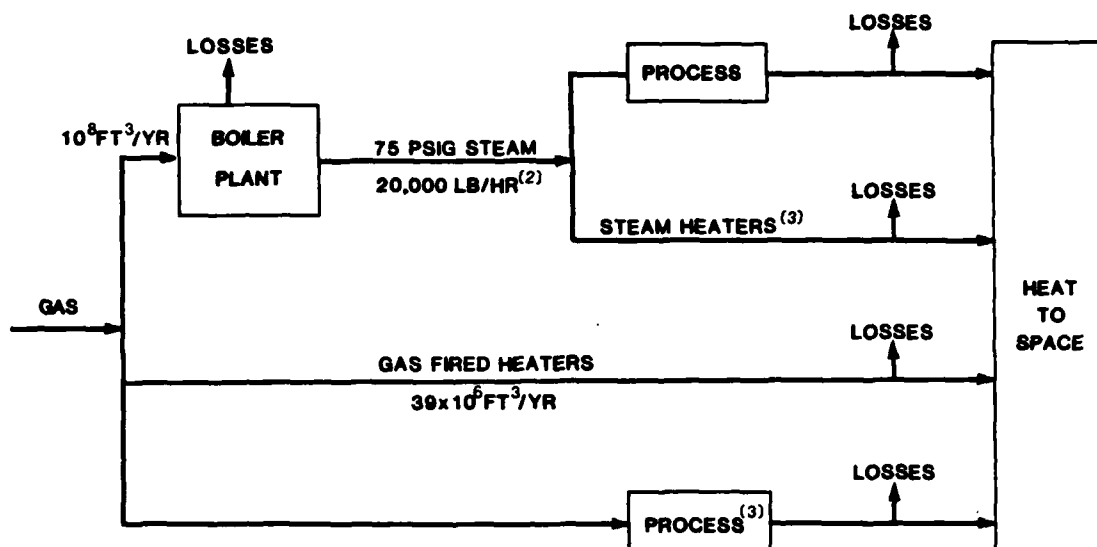 LOSSES
LOSSES
PROCESS
10⁸FT³/YR
BOILER
PLANT
75 PSIG STEAM
20,000 LB/HR⁽²⁾
LOSSES
STEAM HEATERS⁽³⁾
GAS
HEAT
TO
SPACE
LOSSES
GAS FIRED HEATERS
39x10⁶FT³/YR
LOSSES
PROCESS⁽³⁾